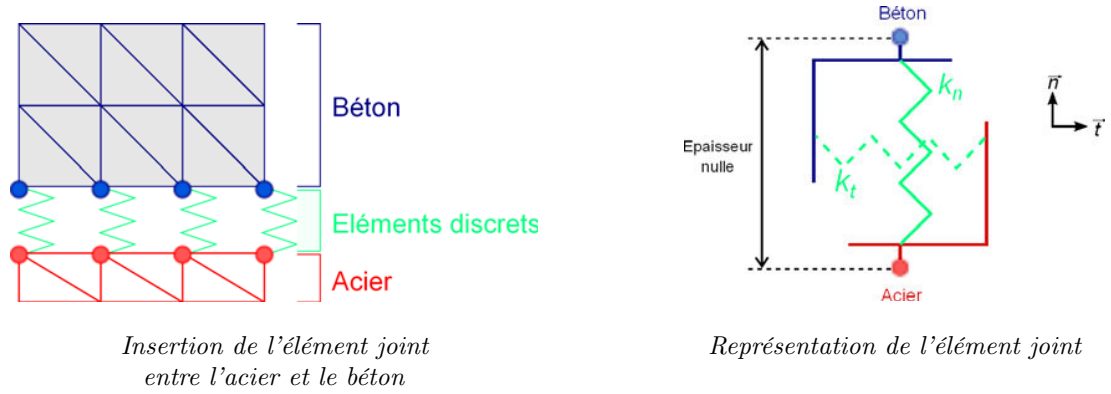 Béton
Eléments discrets
Acier
Insertion de l'élément joint
entre l'acier et le béton
Béton
k_n
n
t
Epaisseur
nulle
k_t
Acier
Représentation de l'élément joint